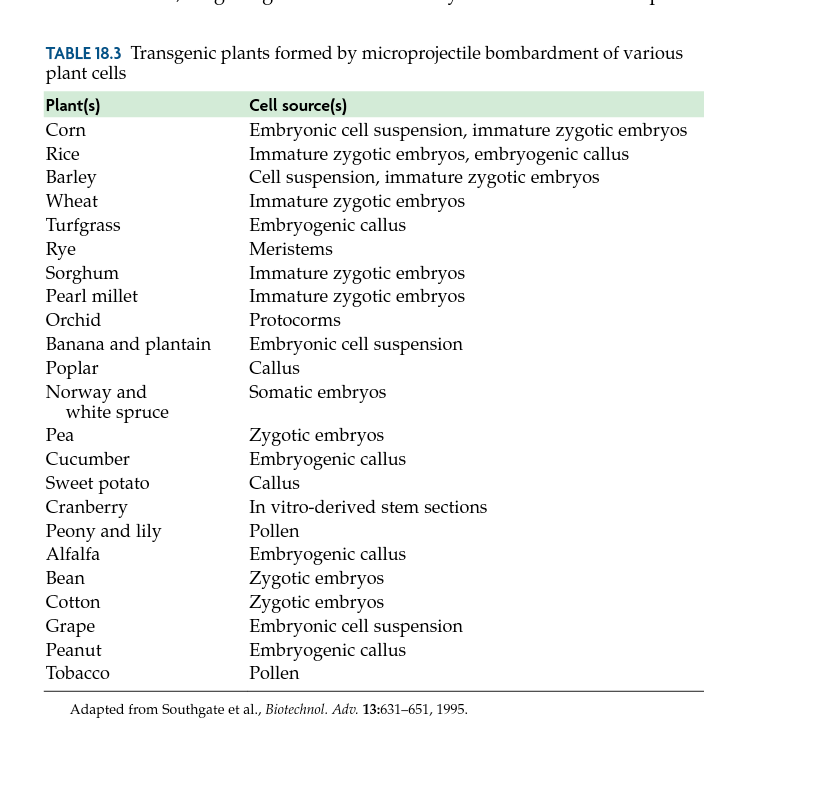 TABLE 18.3 Transgenic plants formed by microprojectile bombardment of various
plant cells
Plant(s) Cell source(s)
Corn Embryonic cell suspension, immature zygotic embryos
Rice Immature zygotic embryos, embryogenic callus
Barley Cell suspension, immature zygotic embryos
Wheat Immature zygotic embryos
Turfgrass Embryogenic callus
Rye Meristems
Sorghum Immature zygotic embryos
Pearl millet Immature zygotic embryos
Orchid Protocorms
Banana and plantain Embryonic cell suspension
Poplar Callus
Norway and Somatic embryos
white spruce
Pea Zygotic embryos
Cucumber Embryogenic callus
Sweet potato Callus
Cranberry In vitro-derived stem sections
Peony and lily Pollen
Alfalfa Embryogenic callus
Bean Zygotic embryos
Cotton Zygotic embryos
Grape Embryonic cell suspension
Peanut Embryogenic callus
Tobacco Pollen
Adapted from Southgate et al., Biotechnol. Adv. 13:631–651, 1995.